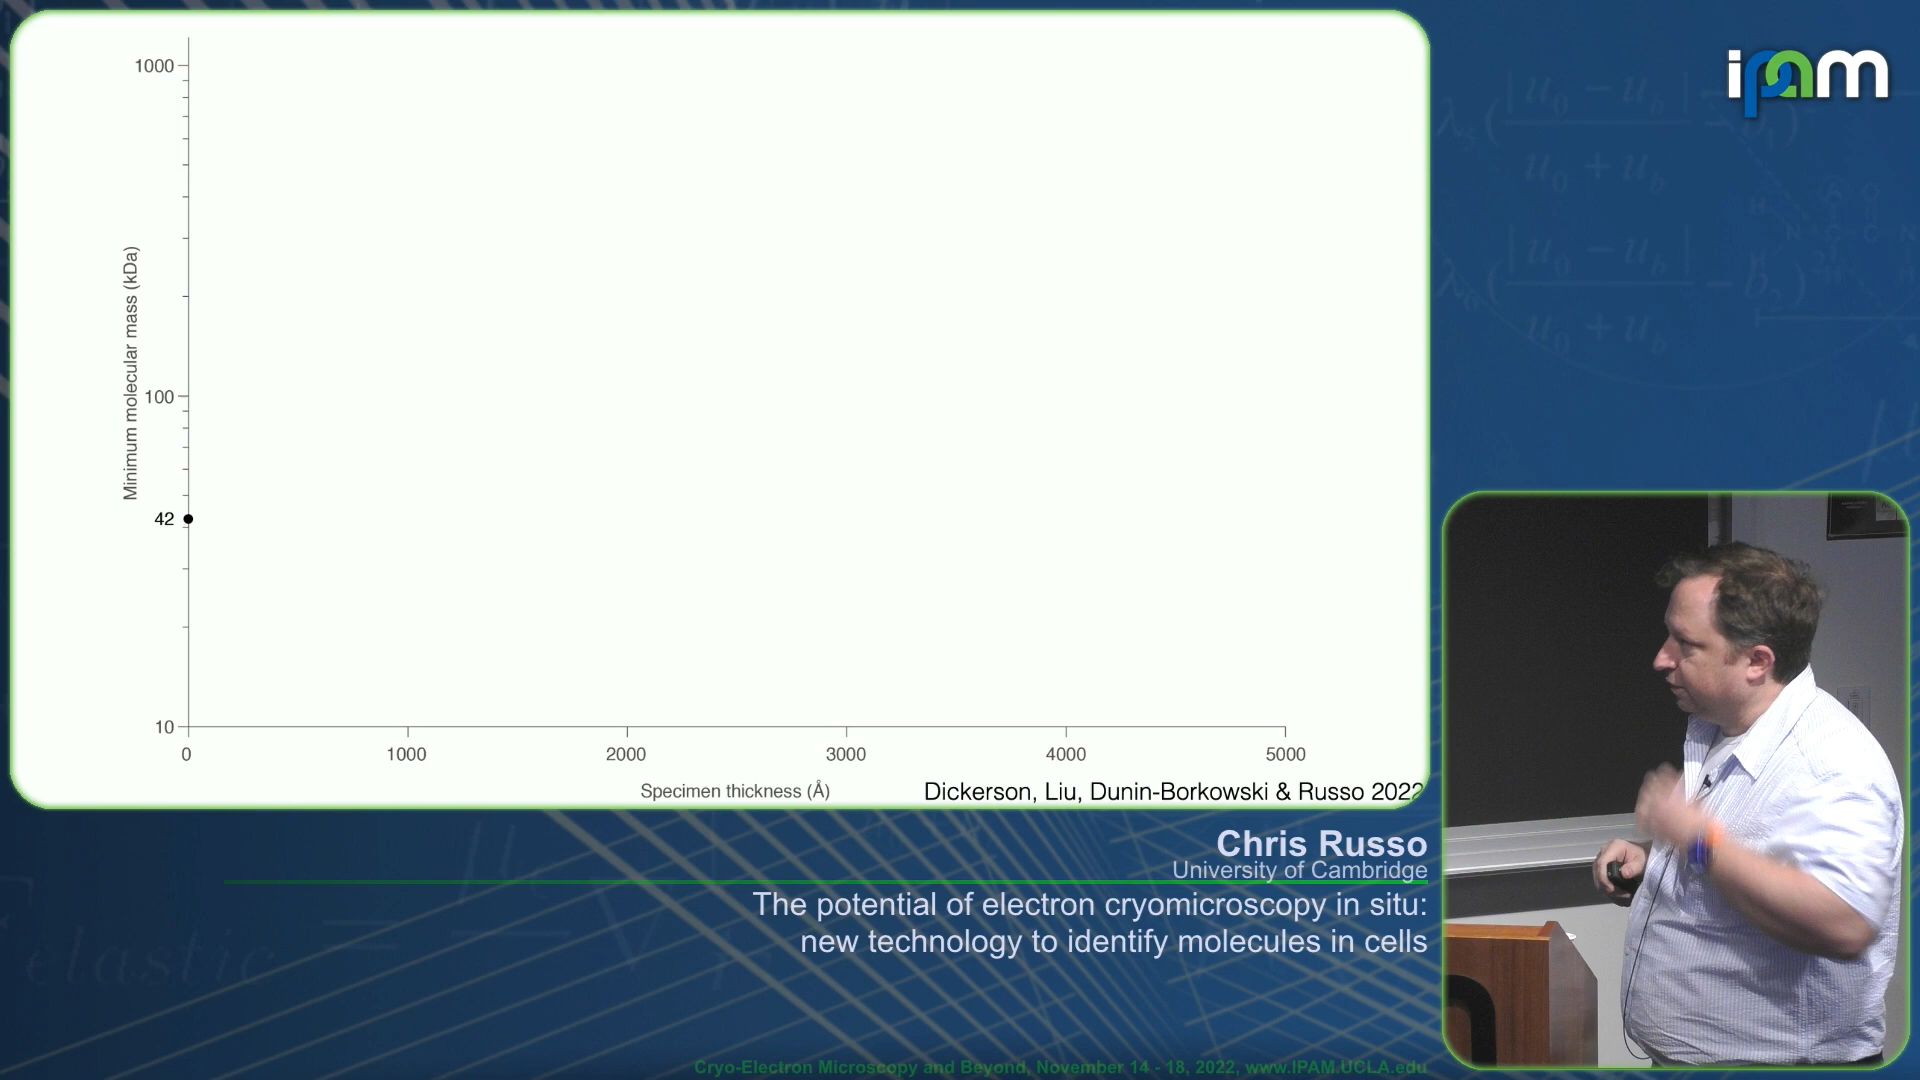 1000
100
42
10
Minimum molecular mass (kDa)
0 1000 2000 3000 4000 5000
Specimen thickness (Å)
Dickerson, Liu, Dunin-Borkowski & Russo 2022
ipam
Chris Russo
University of Cambridge
The potential of electron cryomicroscopy in situ:
new technology to identify molecules in cells
elastic
Cryo-Electron Microscopy and Beyond, November 14 - 18, 2022, www.IPAM.UCLA.edu